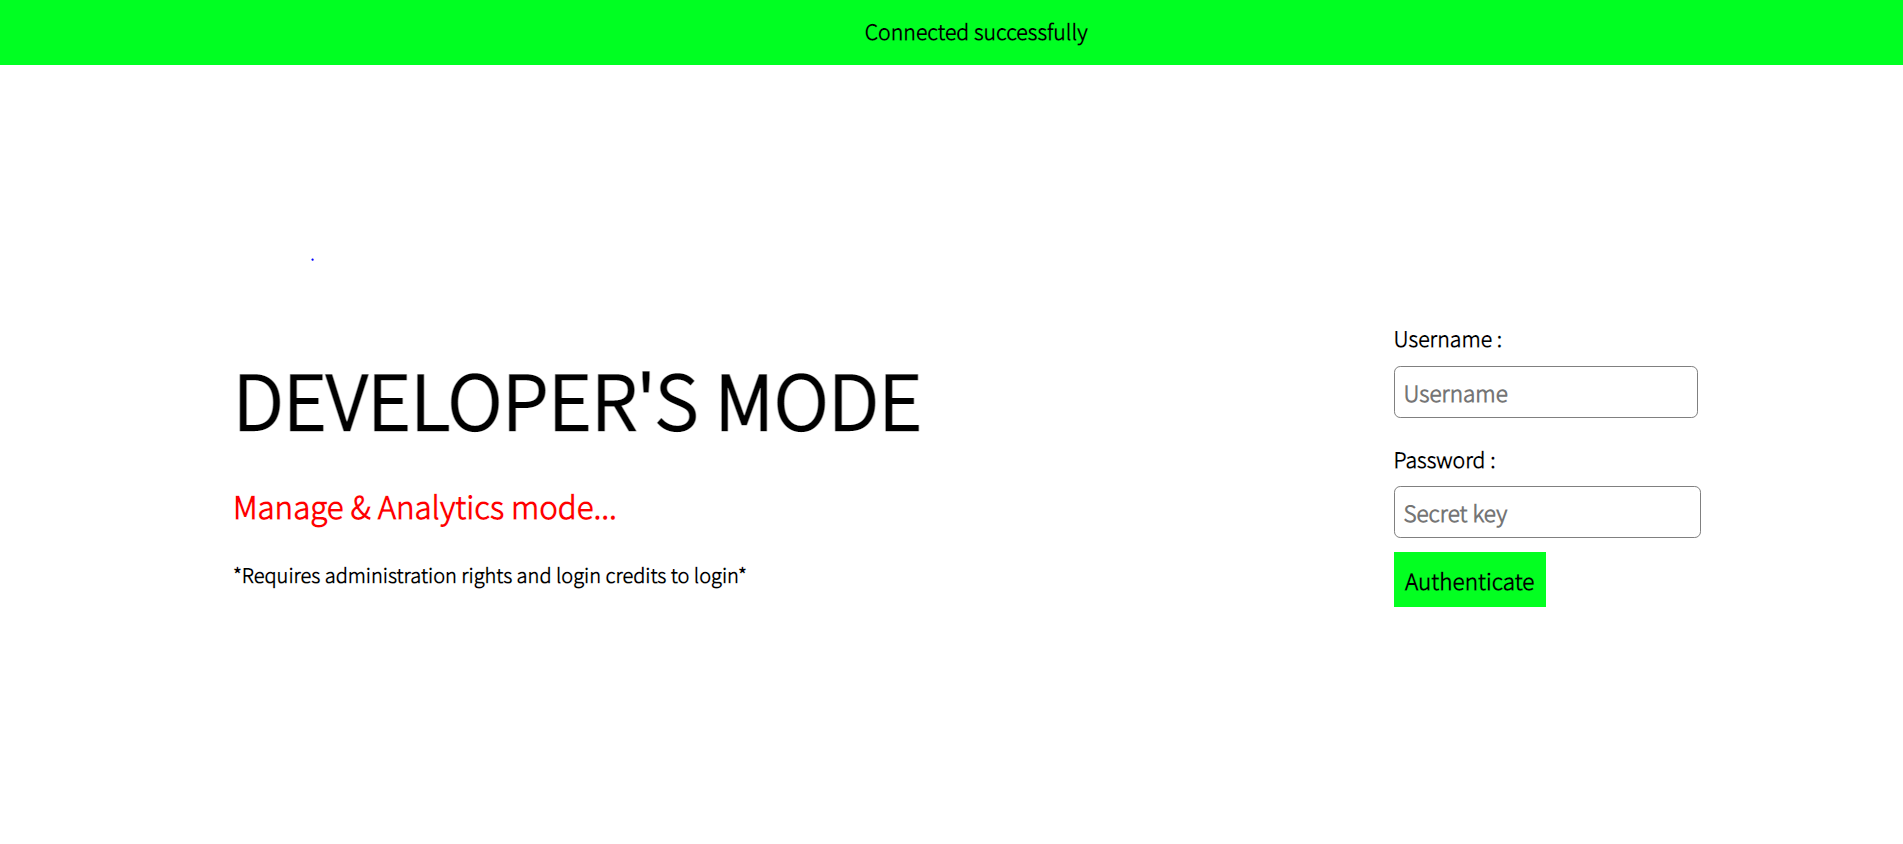 Connected successfully
DEVELOPER'S MODE
Manage & Analytics mode...
*Requires administration rights and login credits to login*
Username :
Username
Password :
Secret key
Authenticate